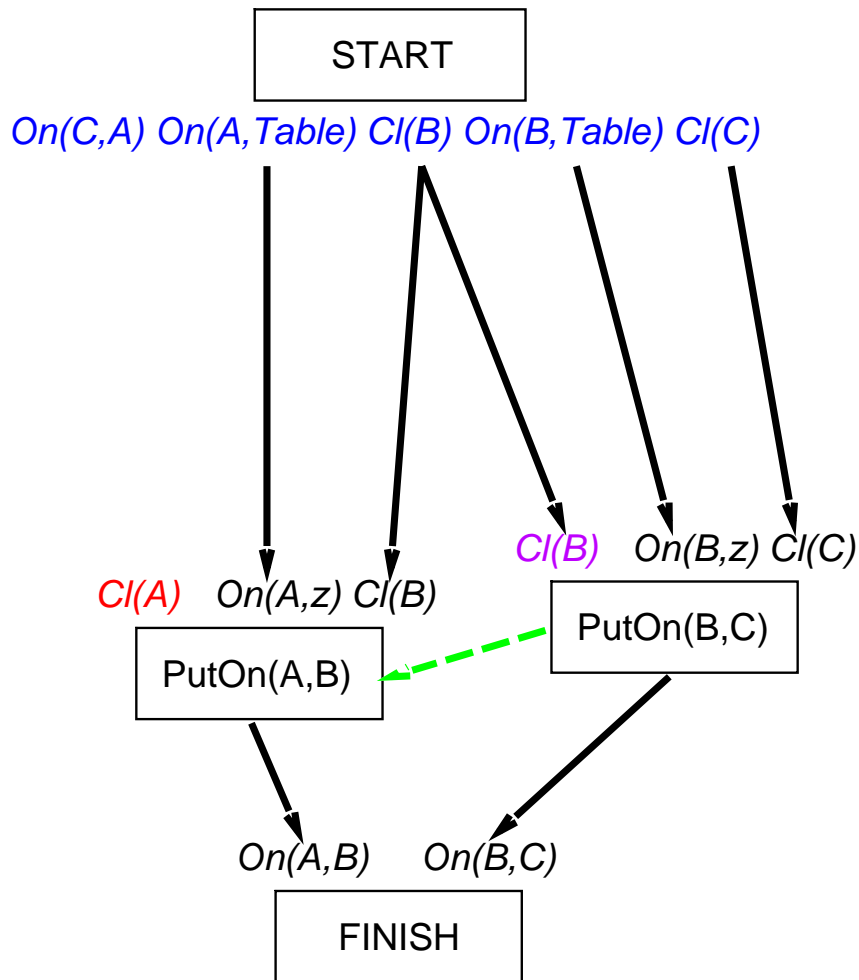 START
On(C,A) On(A,Table) Cl(B) On(B,Table) Cl(C)
Cl(B) On(B,z) Cl(C)
Cl(A) On(A,z) Cl(B)
PutOn(B,C)
PutOn(A,B)
On(A,B) On(B,C)
FINISH